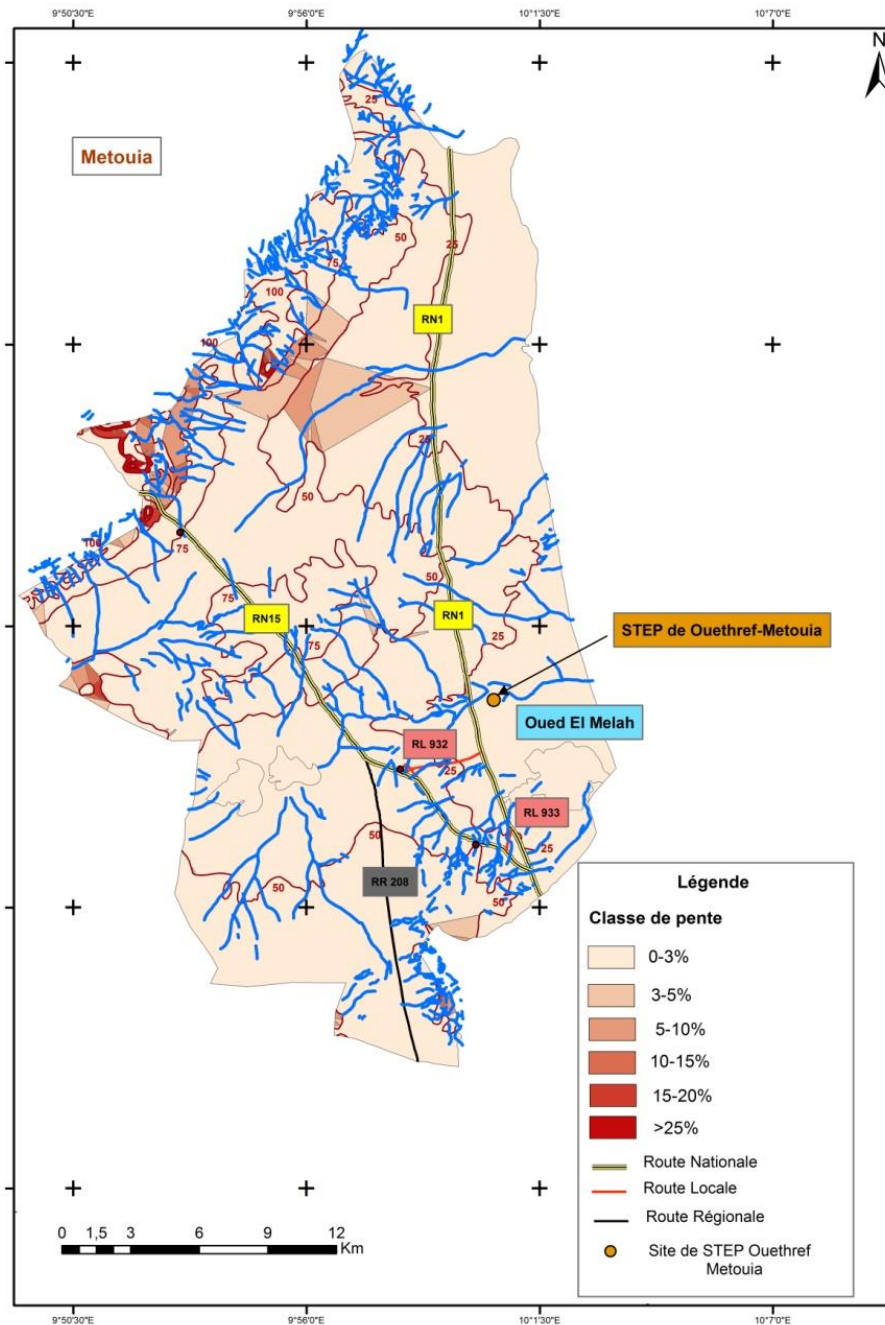 9°50'30"E 9°56'0"E 10°1'30"E 10°7'0"E
N
Metouia
25
50
25
75
100
RN1
100
25
50
100
75
50
75
RN15
RN1
25
STEP de Ouethref-Metouia
75
Oued El Melah
RL 932
25
RL 933
50
25
RR 208
50
50
Légende
Classe de pente
0-3%
3-5%
5-10%
10-15%
15-20%
>25%
Route Nationale
Route Locale
Route Régionale
Site de STEP Ouethref
Metouia
0 1,5 3 6 9 12
Km
9°50'30"E 9°56'0"E 10°1'30"E 10°7'0"E